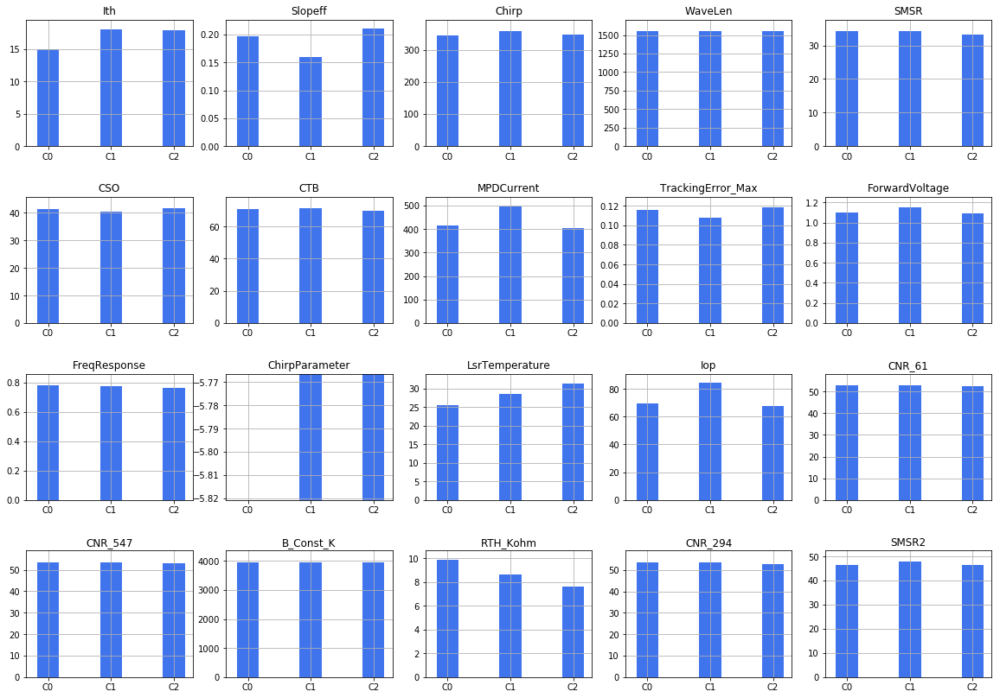 Ith
15
10
5
0
C0 C1 C2
Slopeff
0.20
0.15
0.10
0.05
0.00
C0 C1 C2
Chirp
300
200
100
0
C0 C1 C2
WaveLen
1500
1250
1000
750
500
250
0
C0 C1 C2
SMSR
30
20
10
0
C0 C1 C2
CSO
40
30
20
10
0
C0 C1 C2
CTB
60
40
20
0
C0 C1 C2
MPDCurrent
500
400
300
200
100
0
C0 C1 C2
TrackingError_Max
0.12
0.10
0.08
0.06
0.04
0.02
0.00
C0 C1 C2
ForwardVoltage
1.2
1.0
0.8
0.6
0.4
0.2
0.0
C0 C1 C2
FreqResponse
0.8
0.6
0.4
0.2
0.0
C0 C1 C2
ChirpParameter
−5.77
−5.78
−5.79
−5.80
−5.81
−5.82
C0 C1 C2
LsrTemperature
30
25
20
15
10
5
0
C0 C1 C2
Iop
80
60
40
20
0
C0 C1 C2
CNR_61
50
40
30
20
10
0
C0 C1 C2
CNR_547
50
40
30
20
10
0
C0 C1 C2
B_Const_K
4000
3000
2000
1000
0
C0 C1 C2
RTH_Kohm
10
8
6
4
2
0
C0 C1 C2
CNR_294
50
40
30
20
10
0
C0 C1 C2
SMSR2
50
40
30
20
10
0
C0 C1 C2